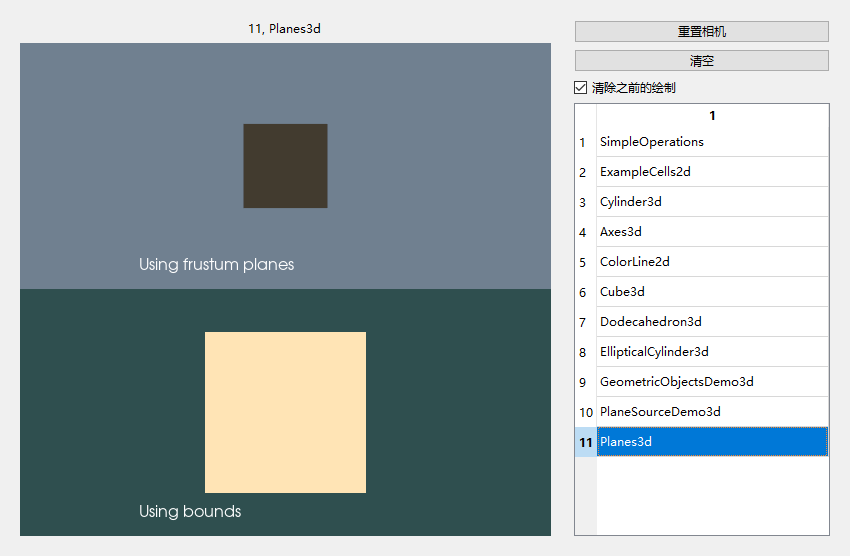 11, Planes3d
Using frustum planes
Using bounds
重置相机
清空
清除之前的绘制
1
1 SimpleOperations
2 ExampleCells2d
3 Cylinder3d
4 Axes3d
5 ColorLine2d
6 Cube3d
7 Dodecahedron3d
8 EllipticalCylinder3d
9 GeometricObjectsDemo3d
10 PlaneSourceDemo3d
11 Planes3d